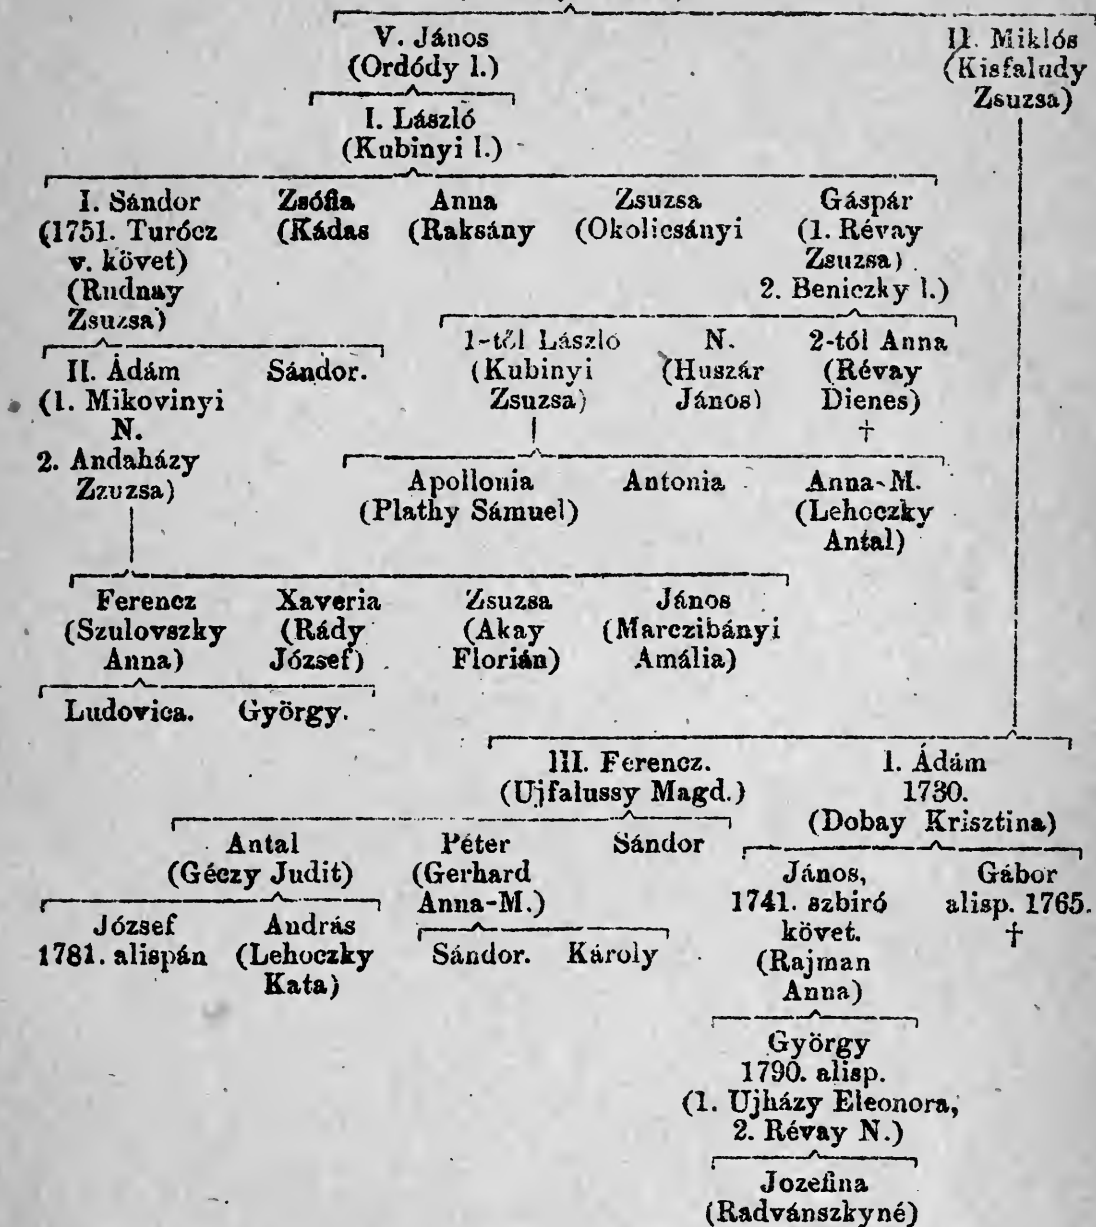 V. János II. Miklós
(Ordódy l.) (Kisfaludy
Zsuzsa)
I. László
(Kubinyi l.)
I. Sándor Zsófia Anna Zsuzsa Gáspár
(1751. Turócz (Kádas (Raksány (Okolicsányi (1. Révay
v. követ) Zsuzsa)
(Rudnay 2. Beniczky l.)
Zsuzsa)
1-től László N. 2-tól Anna
II. Ádám Sándor. (Kubinyi (Huszár (Révay
(1. Mikovinyi Zsuzsa) János) Dienes)
N. †
2. Andaházy
Zzuzsa)
Apollonia Antonia Anna-M.
(Plathy Sámuel) (Lehoczky
Antal)
Ferencz Xaveria Zsuzsa János
(Szulovszky (Rády (Akay (Marczibányi
Anna) József) Florián) Amália)
Ludovica. György.
III. Ferencz. I. Ádám
(Ujfalussy Magd.) 1730.
(Dobay Krisztina)
Antal Péter Sándor
(Géczy Judit) (Gerhard János, Gábor
Anna-M.) 1741. szbiró alisp. 1765.
József András követ. †
1781. alispán (Lehoczky Sándor. Károly (Rajman
Kata) Anna)
György
1790. alisp.
(1. Ujházy Eleonora,
2. Révay N.)
Jozefina
(Radvánszkyné)